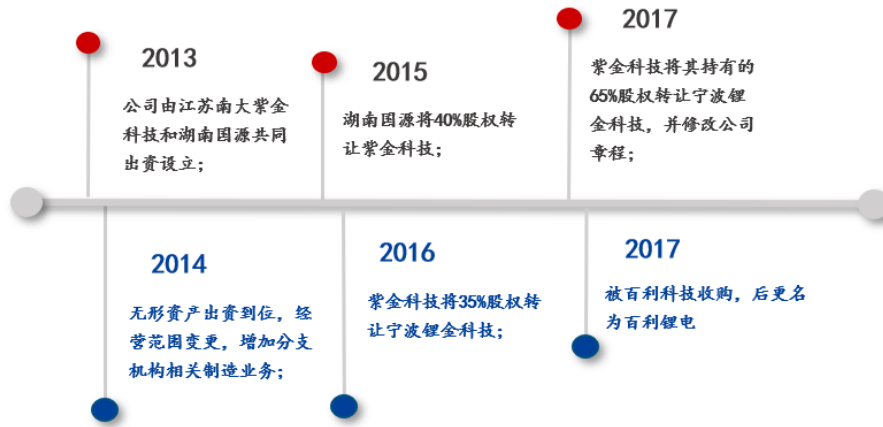 2013
公司由江苏南大紫金
科技和湖南国源共同
出资设立；
2015
湖南国源将40%股权转
让紫金科技；
2017
紫金科技将其持有的
65%股权转让宁波锂
金科技，并修改公司
章程；
2014
无形资产出资到位，经
营范围变更，增加分支
机构相关制造业务；
2016
紫金科技将35%股权转
让宁波锂金科技；
2017
被百利科技收购，后更名
为百利锂电